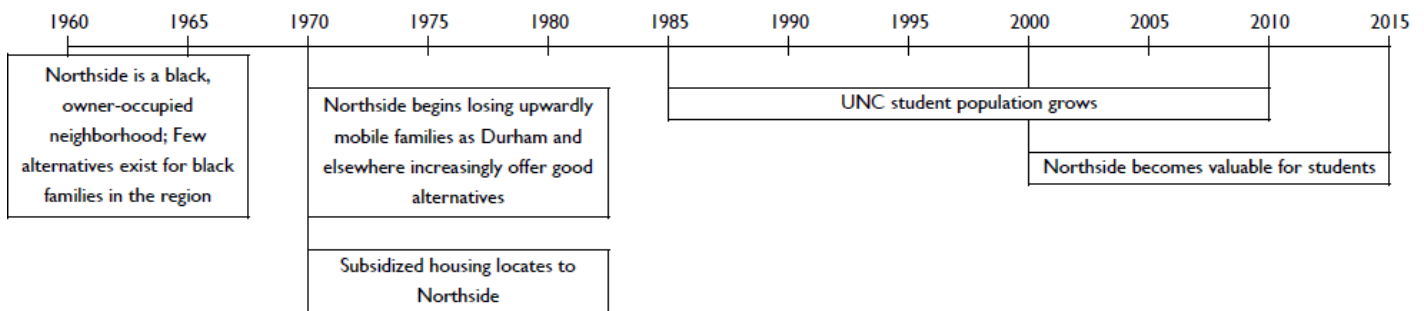 1960 1965 1970 1975 1980 1985 1990 1995 2000 2005 2010 2015
Northside is a black,
owner-occupied
neighborhood; Few
alternatives exist for black
families in the region
Northside begins losing upwardly
mobile families as Durham and
elsewhere increasingly offer good
alternatives
Subsidized housing locates to
Northside
UNC student population grows
Northside becomes valuable for students